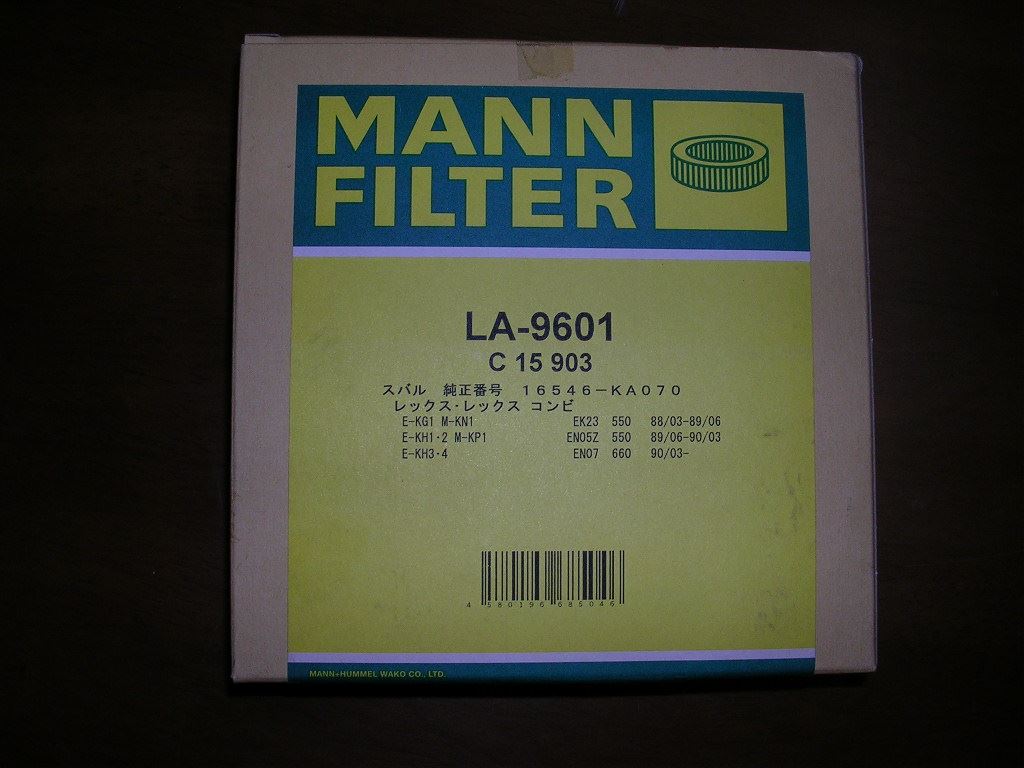 MANN
FILTER
LA-9601
C 15 903
スバル 純正番号 １６５４６－ＫＡ０７０
レックス・レックス コンビ
E-KG1 M-KN1 EK23 550 88/03-89/06
E-KH1・2 M-KP1 EN05Z 550 89/06-90/03
E-KH3・4 EN07 660 90/03-
4 580196 685046
MANN+HUMMEL WAKO CO., LTD.